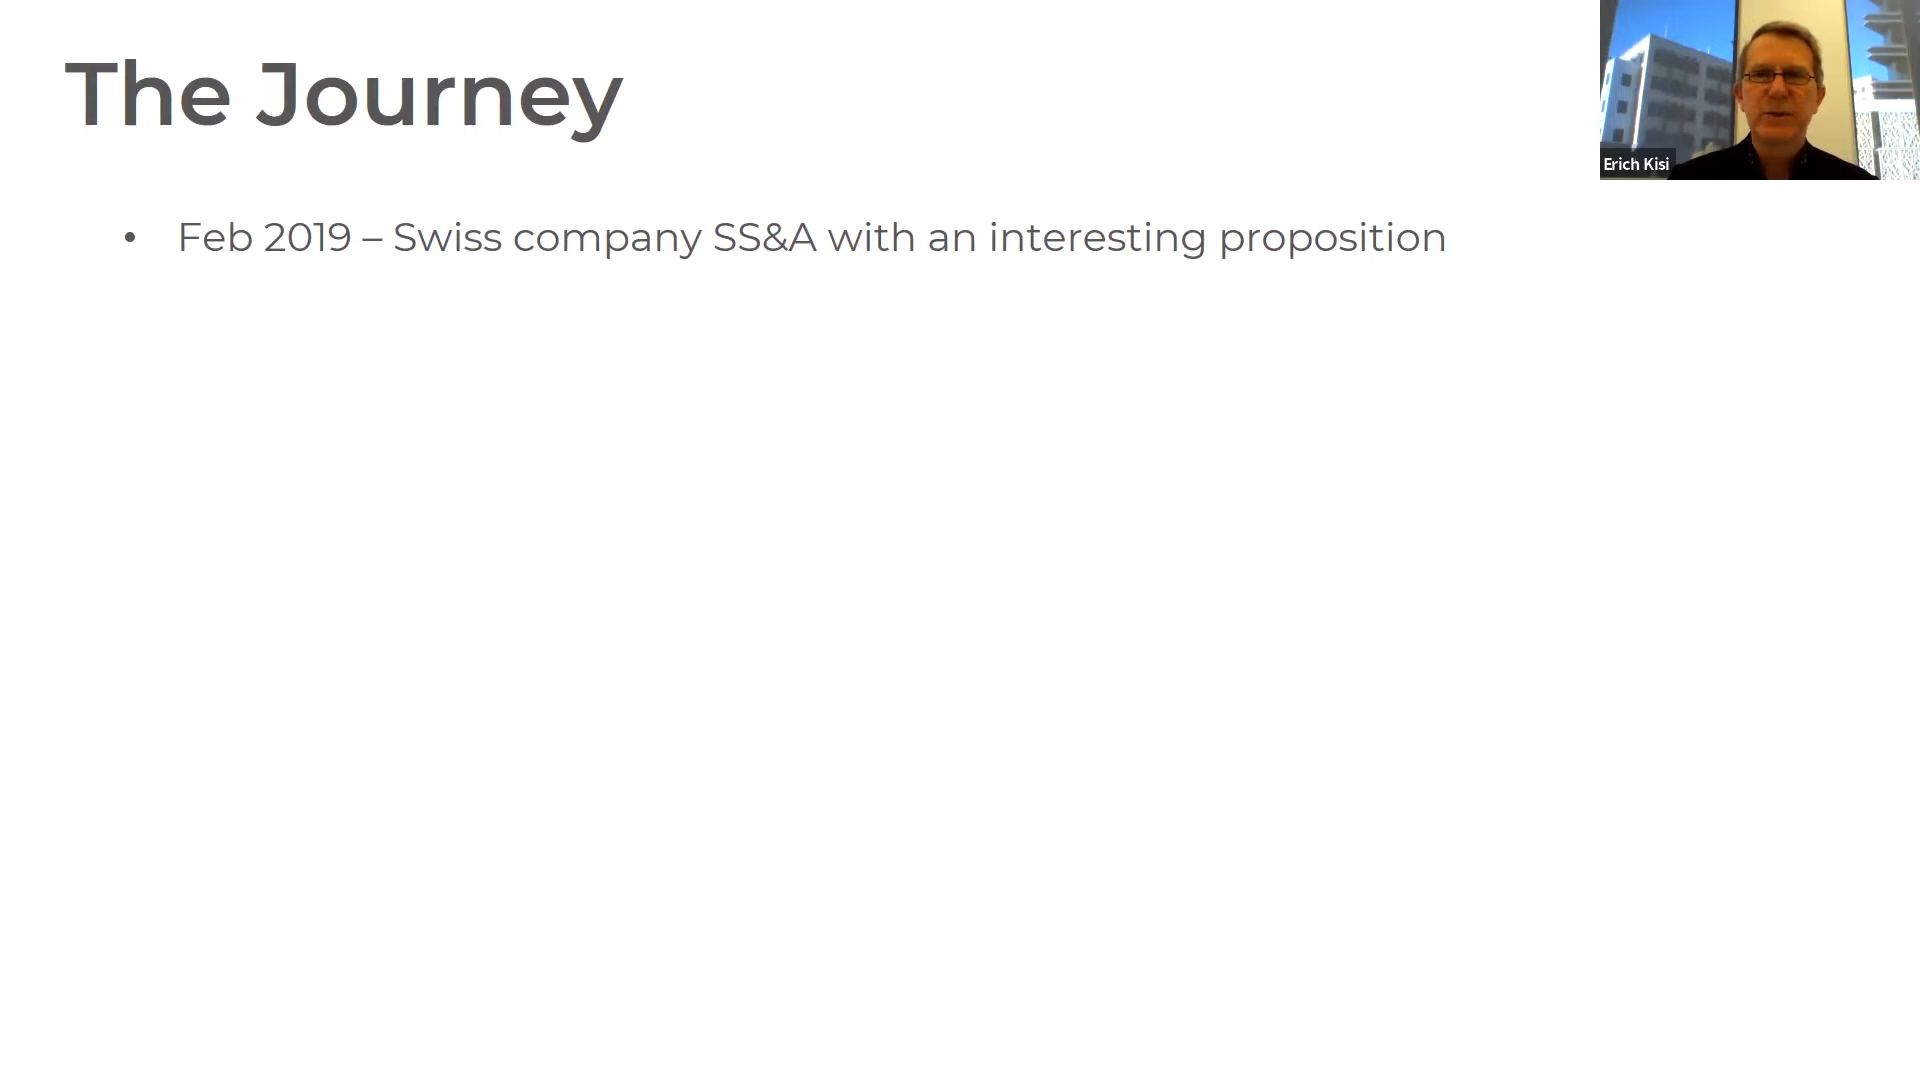 The Journey
Erich Kisi
• Feb 2019 – Swiss company SS&A with an interesting proposition